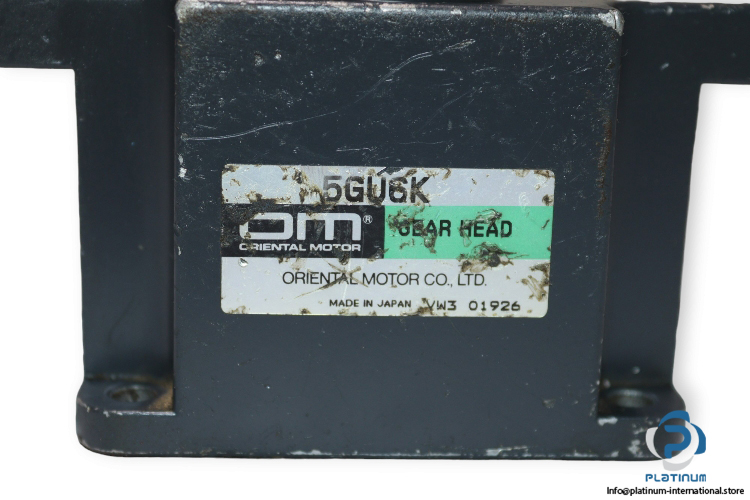 5GU6K
OM®
ORIENTAL MOTOR
GEAR HEAD
ORIENTAL MOTOR CO., LTD.
MADE IN JAPAN VW3 01926
PLATINUM
Info@platinum-international.store